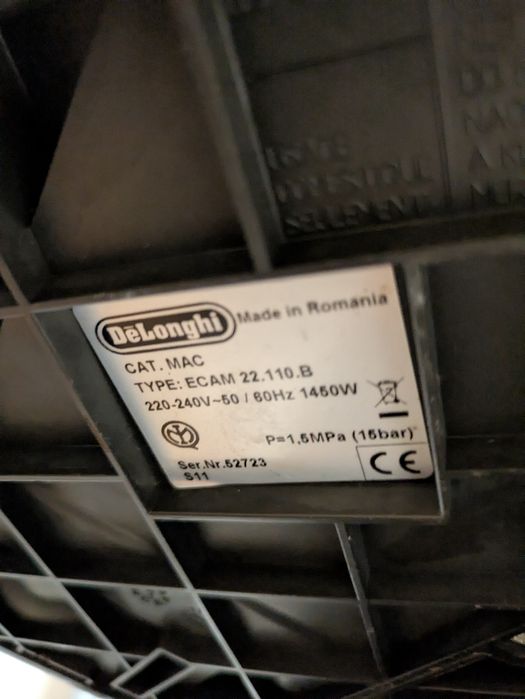 DeLonghi
Made in Romania
CAT. MAC
TYPE: ECAM 22.110.B
220-240V~50 / 60Hz 1450W
P=1,5MPa (15bar)
Ser.Nr.52723
S11
CE